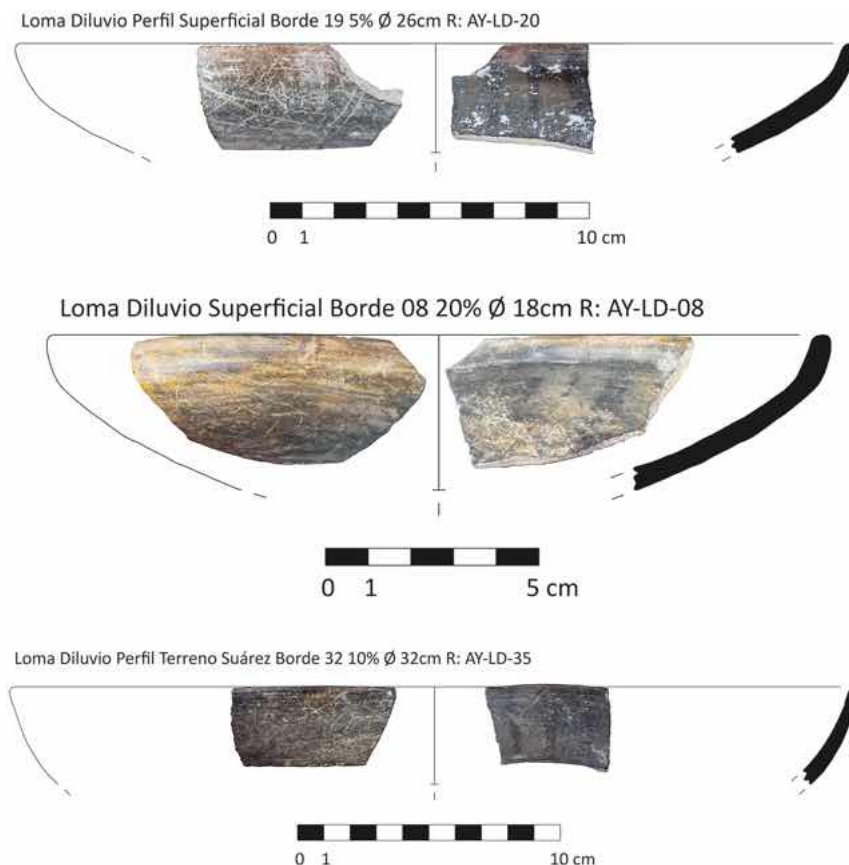 Loma Diluvio Perfil Superficial Borde 19 5% Ø 26cm R: AY-LD-20
0 1 10 cm
Loma Diluvio Superficial Borde 08 20% Ø 18cm R: AY-LD-08
0 1 5 cm
Loma Diluvio Perfil Terreno Suárez Borde 32 10% Ø 32cm R: AY-LD-35
0 1 10 cm